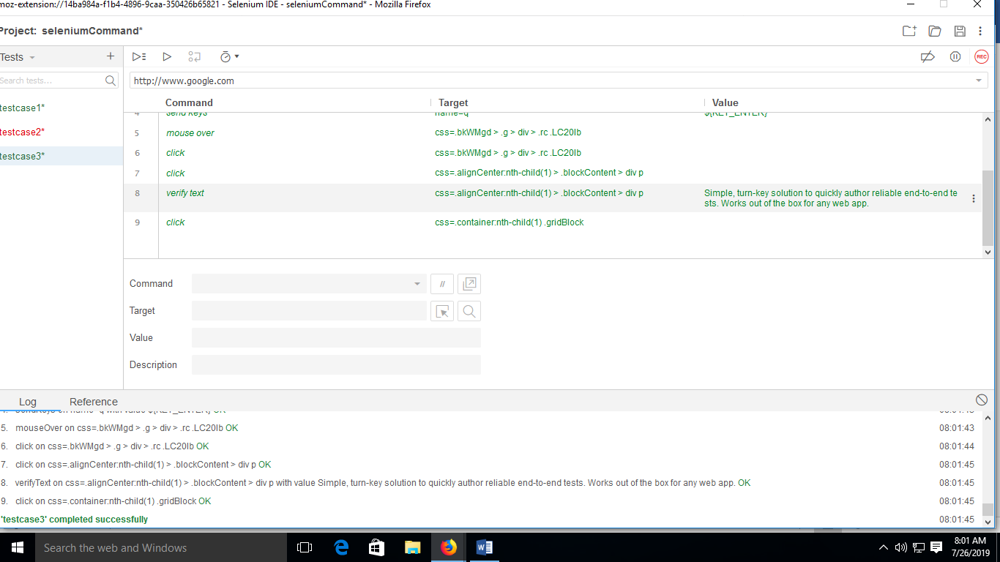 moz-extension://14ba984a-f1b4-4896-9caa-350426b65821 - Selenium IDE - seleniumCommand* - Mozilla Firefox
Project: seleniumCommand*
Tests
REC
Search tests...
http://www.google.com
Command Target Value
testcase1*
testcase2*
testcase3*
4 send keys name=q ${KEY_ENTER}
5 mouse over css=.bkWMgd > .g > div > .rc .LC20lb
6 click css=.bkWMgd > .g > div > .rc .LC20lb
7 click css=.alignCenter:nth-child(1) > .blockContent > div p
8 verify text css=.alignCenter:nth-child(1) > .blockContent > div p Simple, turn-key solution to quickly author reliable end-to-end te
sts. Works out of the box for any web app.
9 click css=.container:nth-child(1) .gridBlock
Command //
Target
Value
Description
Log Reference
4. sendKeys on name=q with value ${KEY_ENTER} OK 08:01:43
5. mouseOver on css=.bkWMgd > .g > div > .rc .LC20lb OK 08:01:43
6. click on css=.bkWMgd > .g > div > .rc .LC20lb OK 08:01:44
7. click on css=.alignCenter:nth-child(1) > .blockContent > div p OK 08:01:45
8. verifyText on css=.alignCenter:nth-child(1) > .blockContent > div p with value Simple, turn-key solution to quickly author reliable end-to-end tests. Works out of the box for any web app. OK 08:01:45
9. click on css=.container:nth-child(1) .gridBlock OK 08:01:45
'testcase3' completed successfully 08:01:45
Search the web and Windows
8:01 AM
7/26/2019